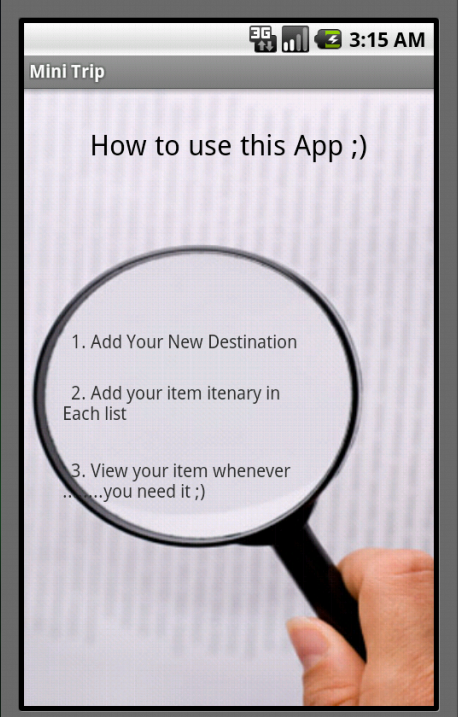 3G 3:15 AM
Mini Trip
How to use this App ;)
1. Add Your New Destination
2. Add your item itenary in
Each list
3. View your item whenever
........you need it ;)